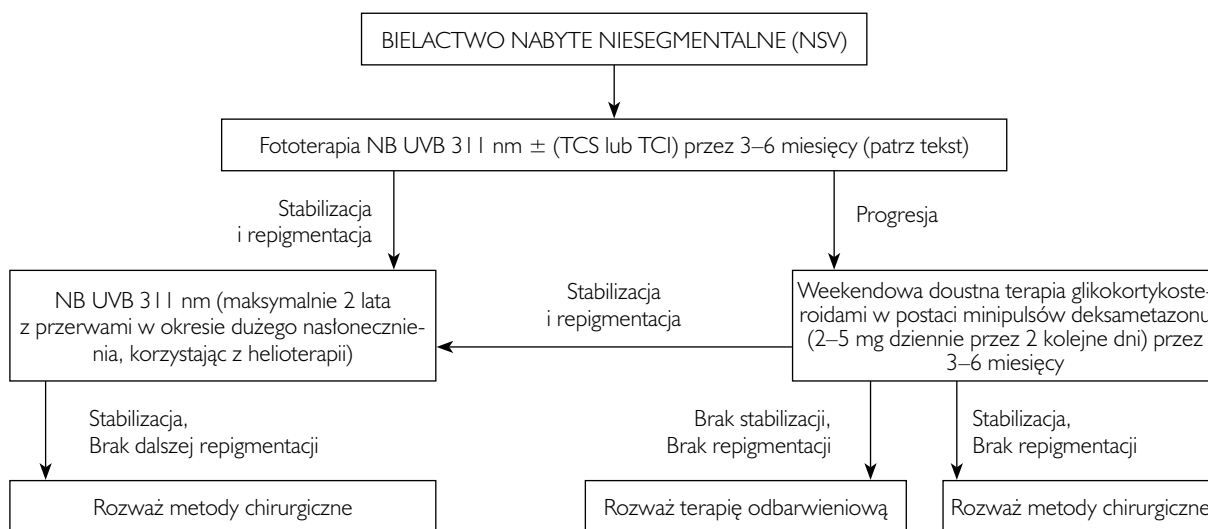 BIELACTWO NABYTE NIESEGMENTALNE (NSV)
Fototerapia NB UVB 311 nm ± (TCS lub TCI) przez 3–6 miesięcy (patrz tekst)
Stabilizacja
i repigmentacja
Progresja
NB UVB 311 nm (maksymalnie 2 lata
z przerwami w okresie dużego nasłonecznie-
nia, korzystając z helioterapii)
Stabilizacja
i repigmentacja
Weekendowa doustna terapia glikokortykoste-
roidami w postaci minipulsów deksametazonu
(2–5 mg dziennie przez 2 kolejne dni) przez
3–6 miesięcy
Stabilizacja,
Brak dalszej repigmentacji
Brak stabilizacji,
Brak repigmentacji
Stabilizacja,
Brak repigmentacji
Rozważ metody chirurgiczne
Rozważ terapię odbarwieniową
Rozważ metody chirurgiczne